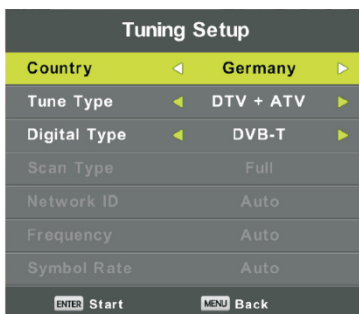 Tuning Setup
Country Germany
Tune Type DTV + ATV
Digital Type DVB-T
Scan Type Full
Network ID Auto
Frequency Auto
Symbol Rate Auto
ENTER Start MENU Back